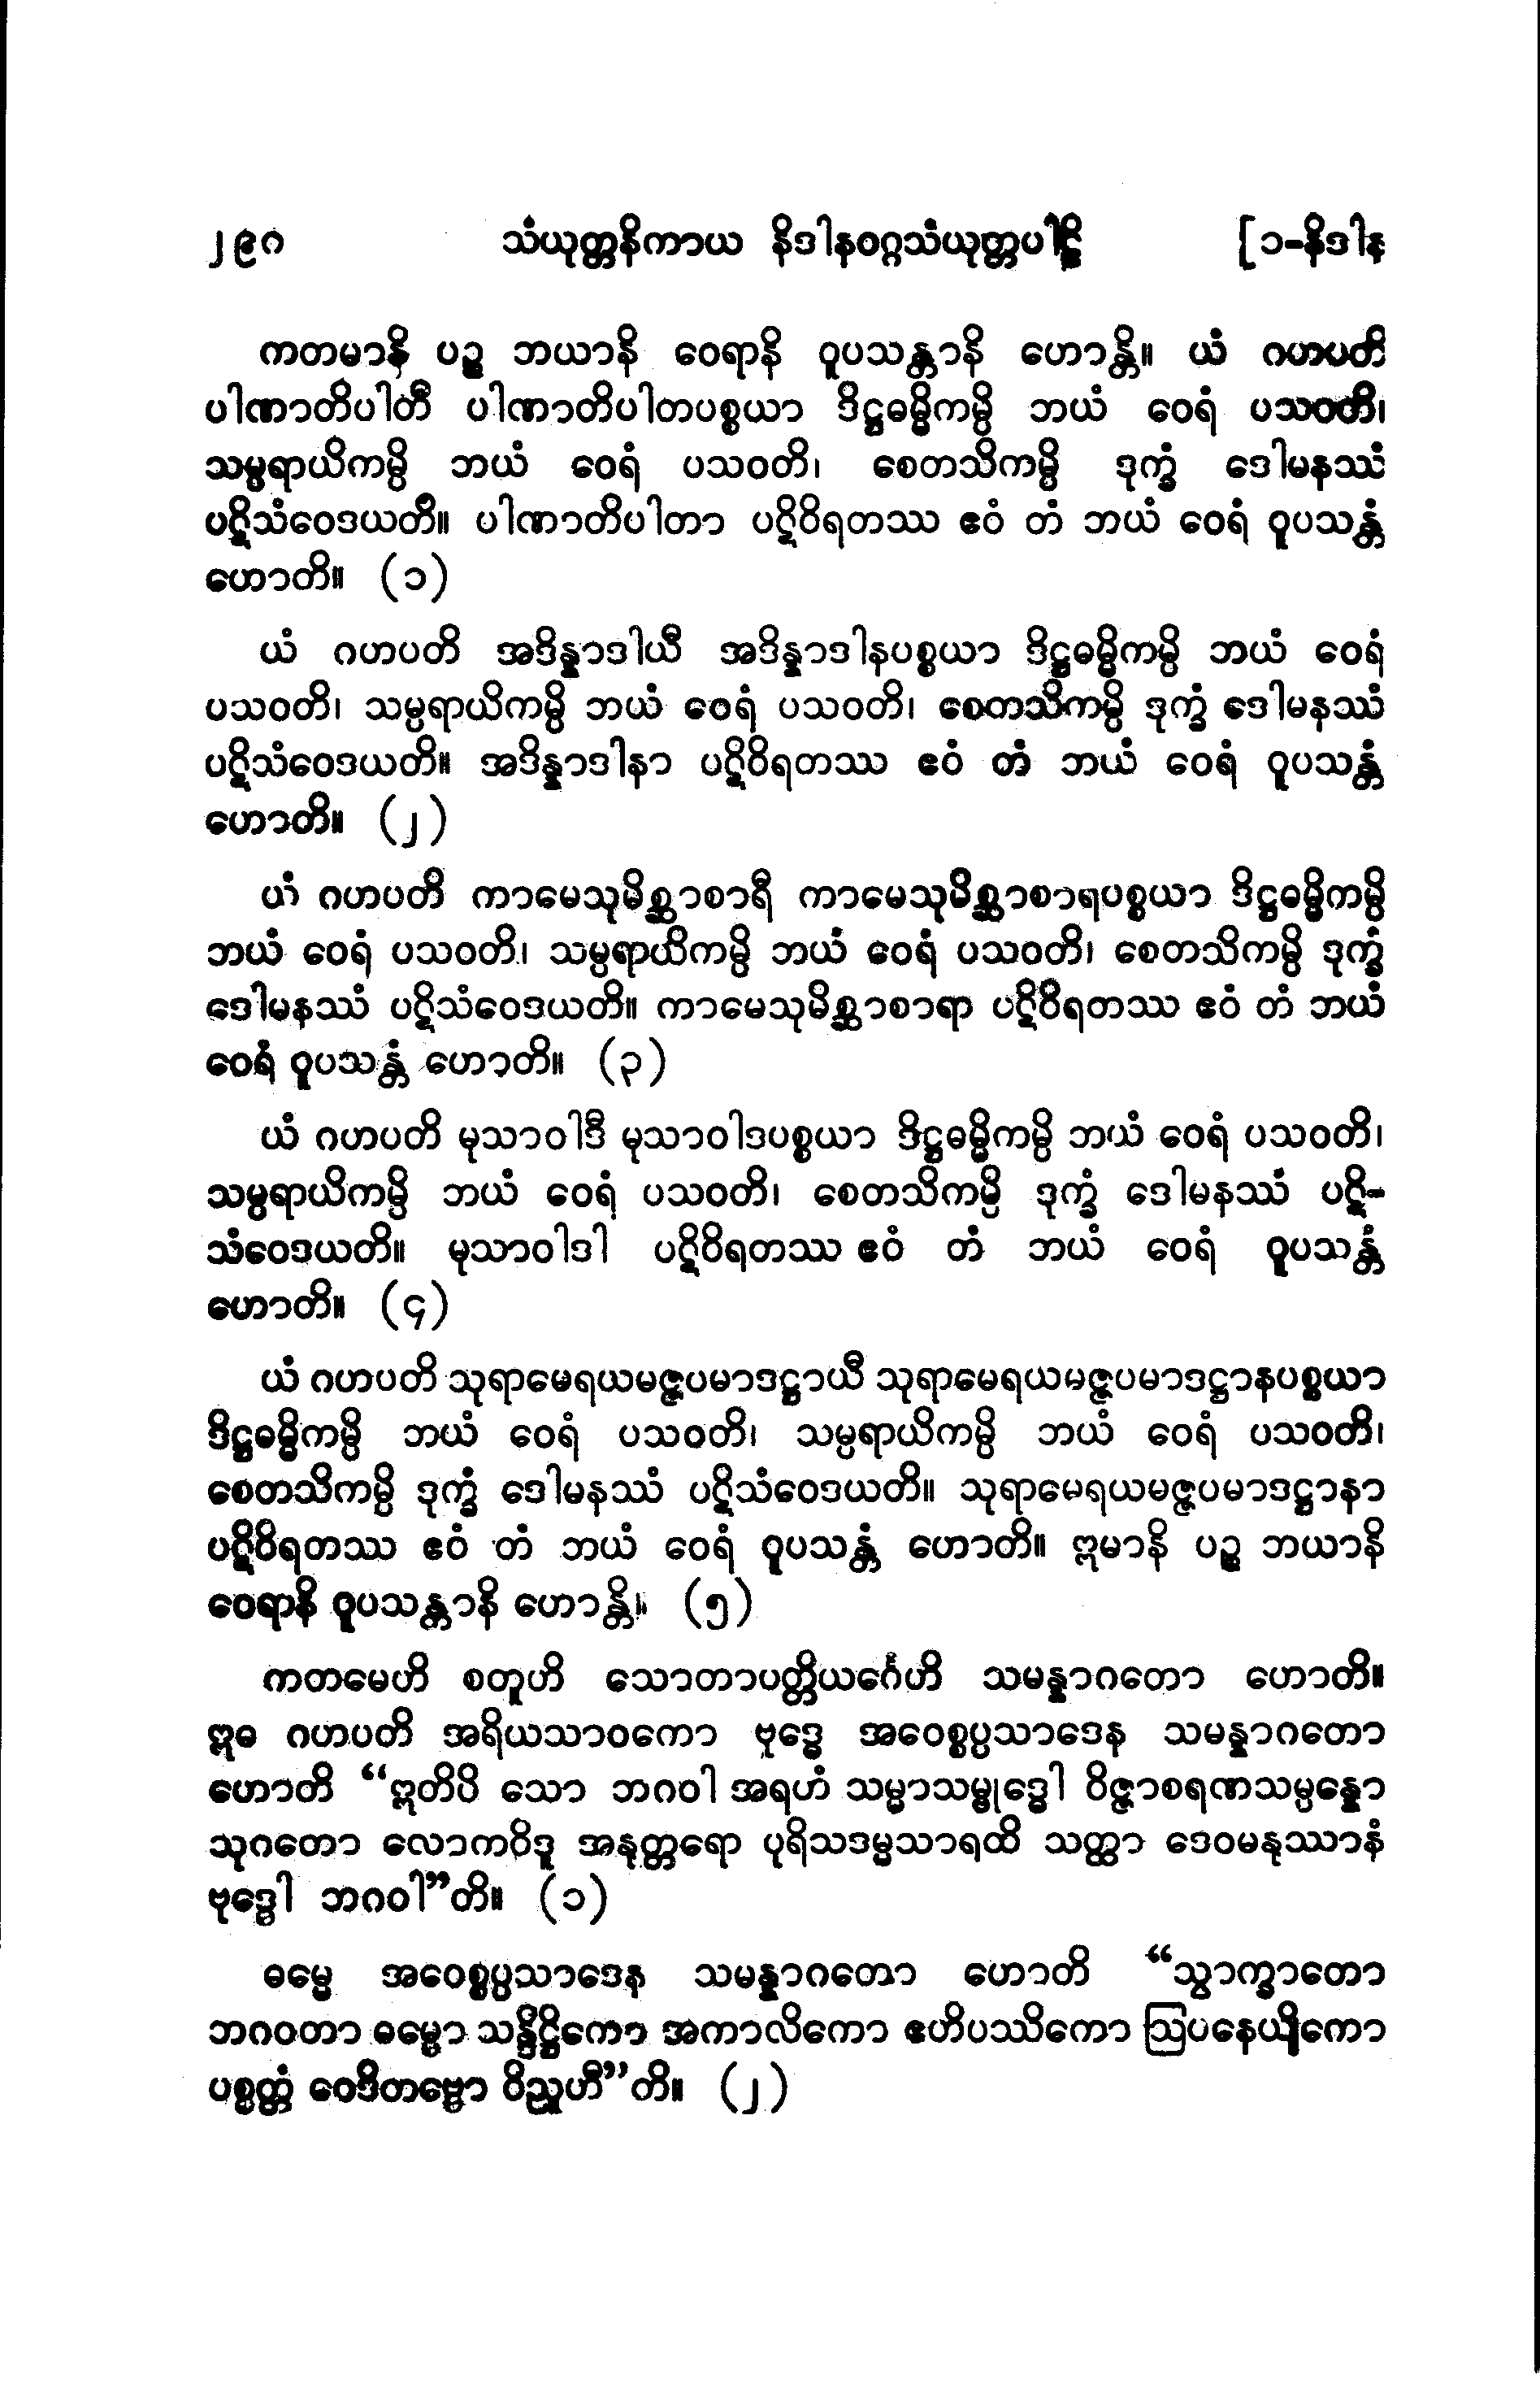 ၂၉၀ သံယုတ္တနိကာယ နိဒါနဝဂ္ဂသံယုတ္တပါဠိ [၁-နိဒါန
ကတမာနိ ပဉ္စ ဘယာနိ ဝေရာနိ ဝူပသန္တာနိ ဟောန္တိ။ ယံ ဂဟပတိ
ပါဏာတိပါတီ ပါဏာတိပါတပစ္စယာ ဒိဋ္ဌဓမ္မိကမ္ပိ ဘယံ ဝေရံ ပသဝတိ၊
သမ္ပရာယိကမ္ပိ ဘယံ ဝေရံ ပသဝတိ၊ စေတသိကမ္ပိ ဒုက္ခံ ဒေါမနဿံ
ပဋိသံဝေဒယတိ။ ပါဏာတိပါတာ ပဋိဝိရတဿ ဧဝံ တံ ဘယံ ဝေရံ ဝူပသန္တံ
ဟောတိ။ (၁)
ယံ ဂဟပတိ အဒိန္နာဒါယီ အဒိန္နာဒါနပစ္စယာ ဒိဋ္ဌဓမ္မိကမ္ပိ ဘယံ ဝေရံ
ပသဝတိ၊ သမ္ပရာယိကမ္ပိ ဘယံ ဝေရံ ပသဝတိ၊ စေတသိကမ္ပိ ဒုက္ခံ ဒေါမနဿံ
ပဋိသံဝေဒယတိ။ အဒိန္နာဒါနာ ပဋိဝိရတဿ ဧဝံ တံ ဘယံ ဝေရံ ဝူပသန္တံ
ဟောတိ။ (၂)
ယံ ဂဟပတိ ကာမေသုမိစ္ဆာစာရီ ကာမေသုမိစ္ဆာစာရပစ္စယာ ဒိဋ္ဌဓမ္မိကမ္ပိ
ဘယံ ဝေရံ ပသဝတိ၊ သမ္ပရာယိကမ္ပိ ဘယံ ဝေရံ ပသဝတိ၊ စေတသိကမ္ပိ ဒုက္ခံ
ဒေါမနဿံ ပဋိသံဝေဒယတိ။ ကာမေသုမိစ္ဆာစာရာ ပဋိဝိရတဿ ဧဝံ တံ ဘယံ
ဝေရံ ဝူပသန္တံ ဟောတိ။ (၃)
ယံ ဂဟပတိ မုသာဝါဒီ မုသာဝါဒပစ္စယာ ဒိဋ္ဌဓမ္မိကမ္ပိ ဘယံ ဝေရံ ပသဝတိ၊
သမ္ပရာယိကမ္ပိ ဘယံ ဝေရံ ပသဝတိ၊ စေတသိကမ္ပိ ဒုက္ခံ ဒေါမနဿံ ပဋိ-
သံဝေဒယတိ။ မုသာဝါဒါ ပဋိဝိရတဿ ဧဝံ တံ ဘယံ ဝေရံ ဝူပသန္တံ
ဟောတိ။ (၄)
ယံ ဂဟပတိ သုရာမေရယမဇ္ဇပမာဒဋ္ဌာယီ သုရာမေရယမဇ္ဇပမာဒဋ္ဌာနပစ္စယာ
ဒိဋ္ဌဓမ္မိကမ္ပိ ဘယံ ဝေရံ ပသဝတိ၊ သမ္ပရာယိကမ္ပိ ဘယံ ဝေရံ ပသဝတိ၊
စေတသိကမ္ပိ ဒုက္ခံ ဒေါမနဿံ ပဋိသံဝေဒယတိ။ သုရာမေရယမဇ္ဇပမာဒဋ္ဌာနာ
ပဋိဝိရတဿ ဧဝံ တံ ဘယံ ဝေရံ ဝူပသန္တံ ဟောတိ။ ဣမာနိ ပဉ္စ ဘယာနိ
ဝေရာနိ ဝူပသန္တာနိ ဟောန္တိ။ (၅)
ကတမေဟိ စတူဟိ သောတာပတ္တိယင်္ဂေဟိ သမန္နာဂတော ဟောတိ။
ဣဓ ဂဟပတိ အရိယသာဝကော ဗုဒ္ဓေ အဝေစ္စပ္ပသာဒေန သမန္နာဂတော
ဟောတိ “ဣတိပိ သော ဘဂဝါ အရဟံ သမ္မာသမ္ဗုဒ္ဓေါ ဝိဇ္ဇာစရဏသမ္ပန္နော
သုဂတော လောကဝိဒူ အနုတ္တရော ပုရိသဒမ္မသာရထိ သတ္ထာ ဒေဝမနုဿာနံ
ဗုဒ္ဓေါ ဘဂဝါ”တိ။ (၁)
ဓမ္မေ အဝေစ္စပ္ပသာဒေန သမန္နာဂတော ဟောတိ “သွာက္ခာတော
ဘဂဝတာ ဓမ္မော သန္ဒိဋ္ဌိကော အကာလိကော ဧဟိပဿိကော ဩပနေယျိကော
ပစ္စတ္တံ ဝေဒိတဗ္ဗော ဝိညူဟီ”တိ။ (၂)